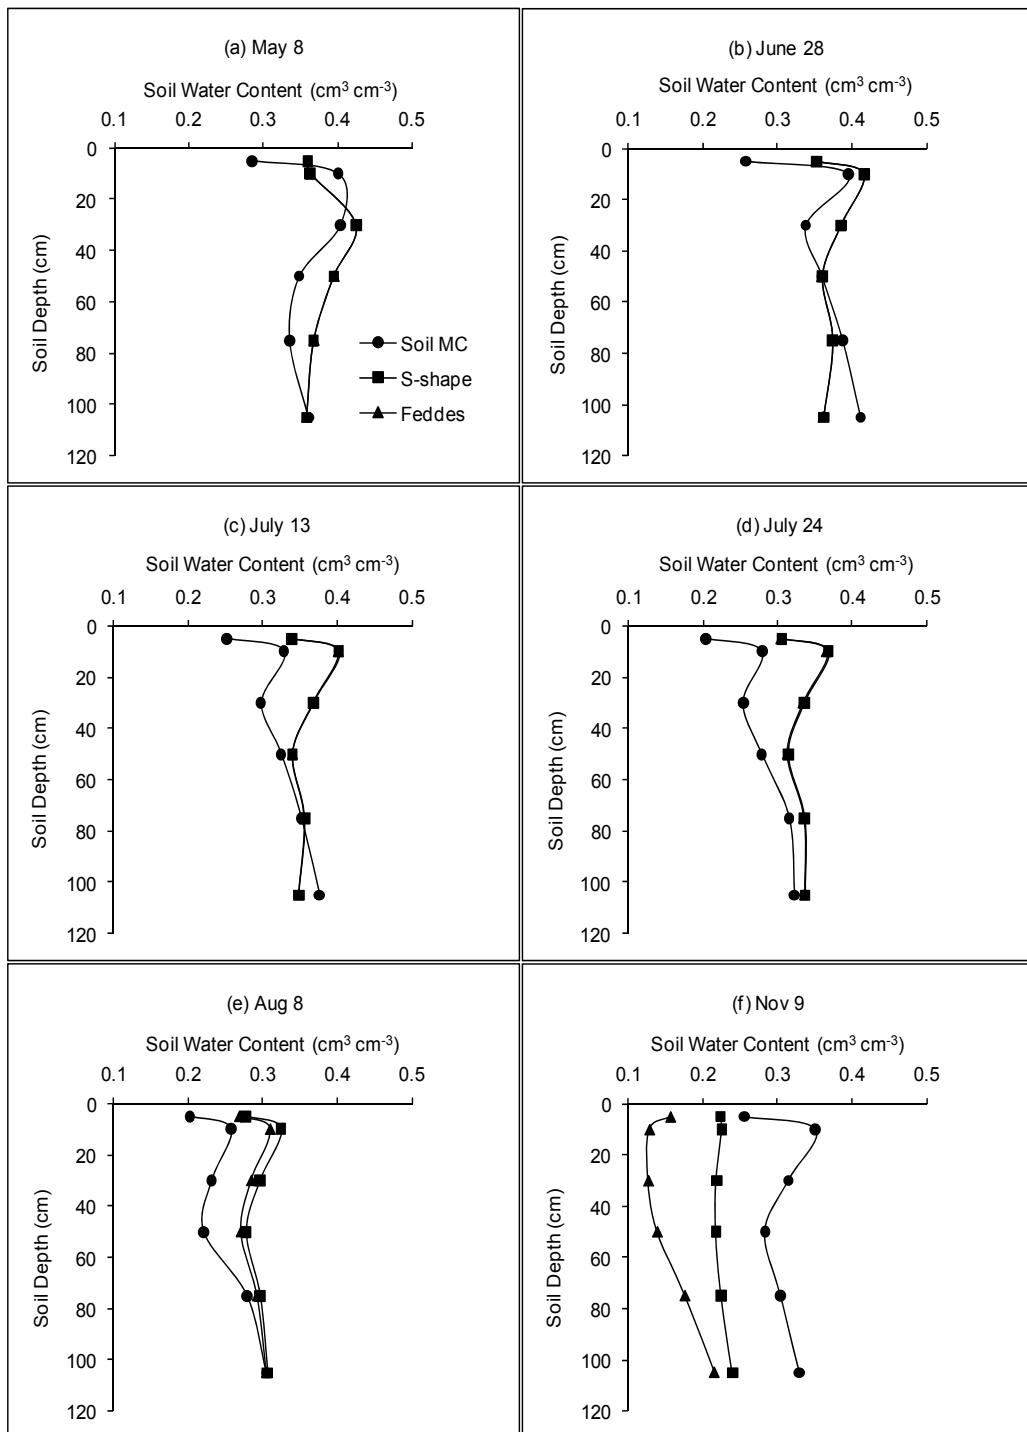 (a) May 8
Soil Water Content (cm³ cm⁻³)
0.1 0.2 0.3 0.4 0.5
0
20
40
60
80
100
120
Soil Depth (cm)
Soil MC
S-shape
Feddes
(b) June 28
Soil Water Content (cm³ cm⁻³)
0.1 0.2 0.3 0.4 0.5
0
20
40
60
80
100
120
Soil Depth (cm)
(c) July 13
Soil Water Content (cm³ cm⁻³)
0.1 0.2 0.3 0.4 0.5
0
20
40
60
80
100
120
Soil Depth (cm)
(d) July 24
Soil Water Content (cm³ cm⁻³)
0.1 0.2 0.3 0.4 0.5
0
20
40
60
80
100
120
Soil Depth (cm)
(e) Aug 8
Soil Water Content (cm³ cm⁻³)
0.1 0.2 0.3 0.4 0.5
0
20
40
60
80
100
120
Soil Depth (cm)
(f) Nov 9
Soil Water Content (cm³ cm⁻³)
0.1 0.2 0.3 0.4 0.5
0
20
40
60
80
100
120
Soil Depth (cm)